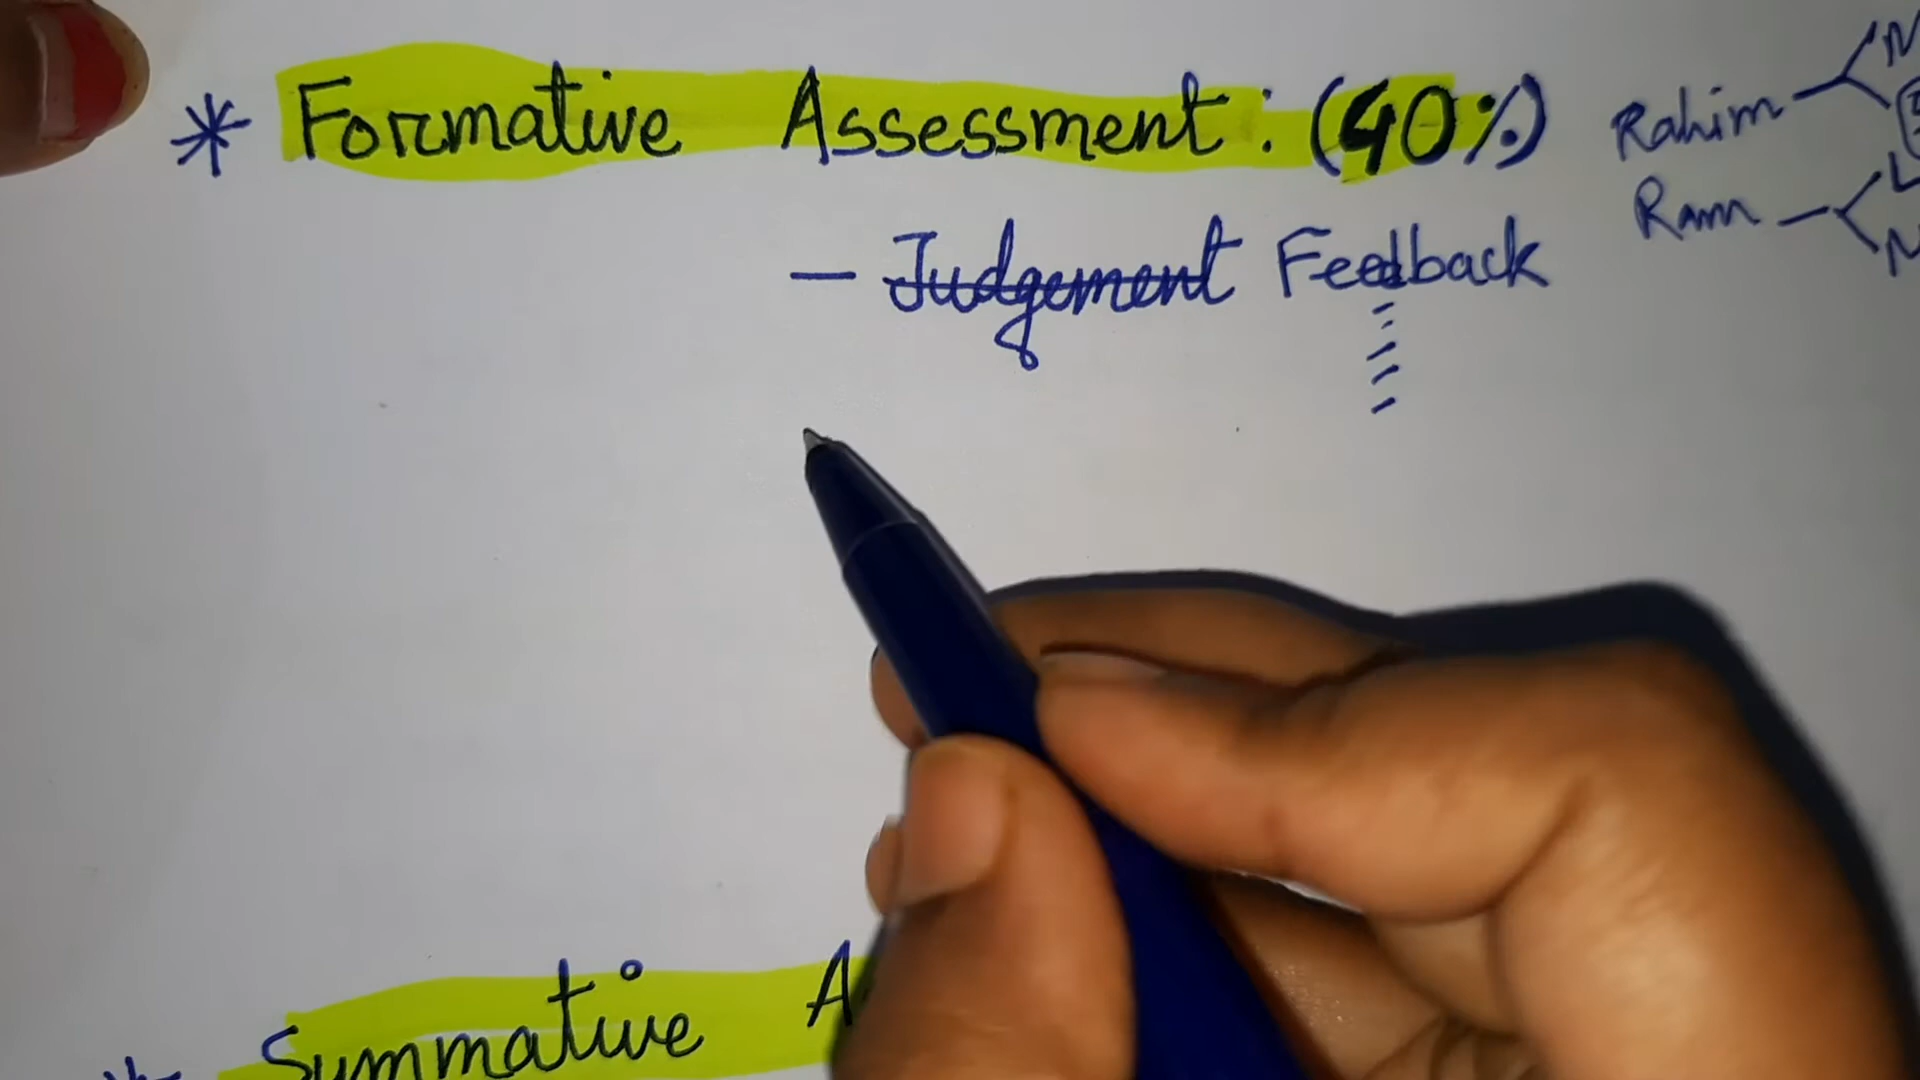 * Formative Assessment: (40%)
Rahim
Ram
— Judgement Feedback
* Summative A